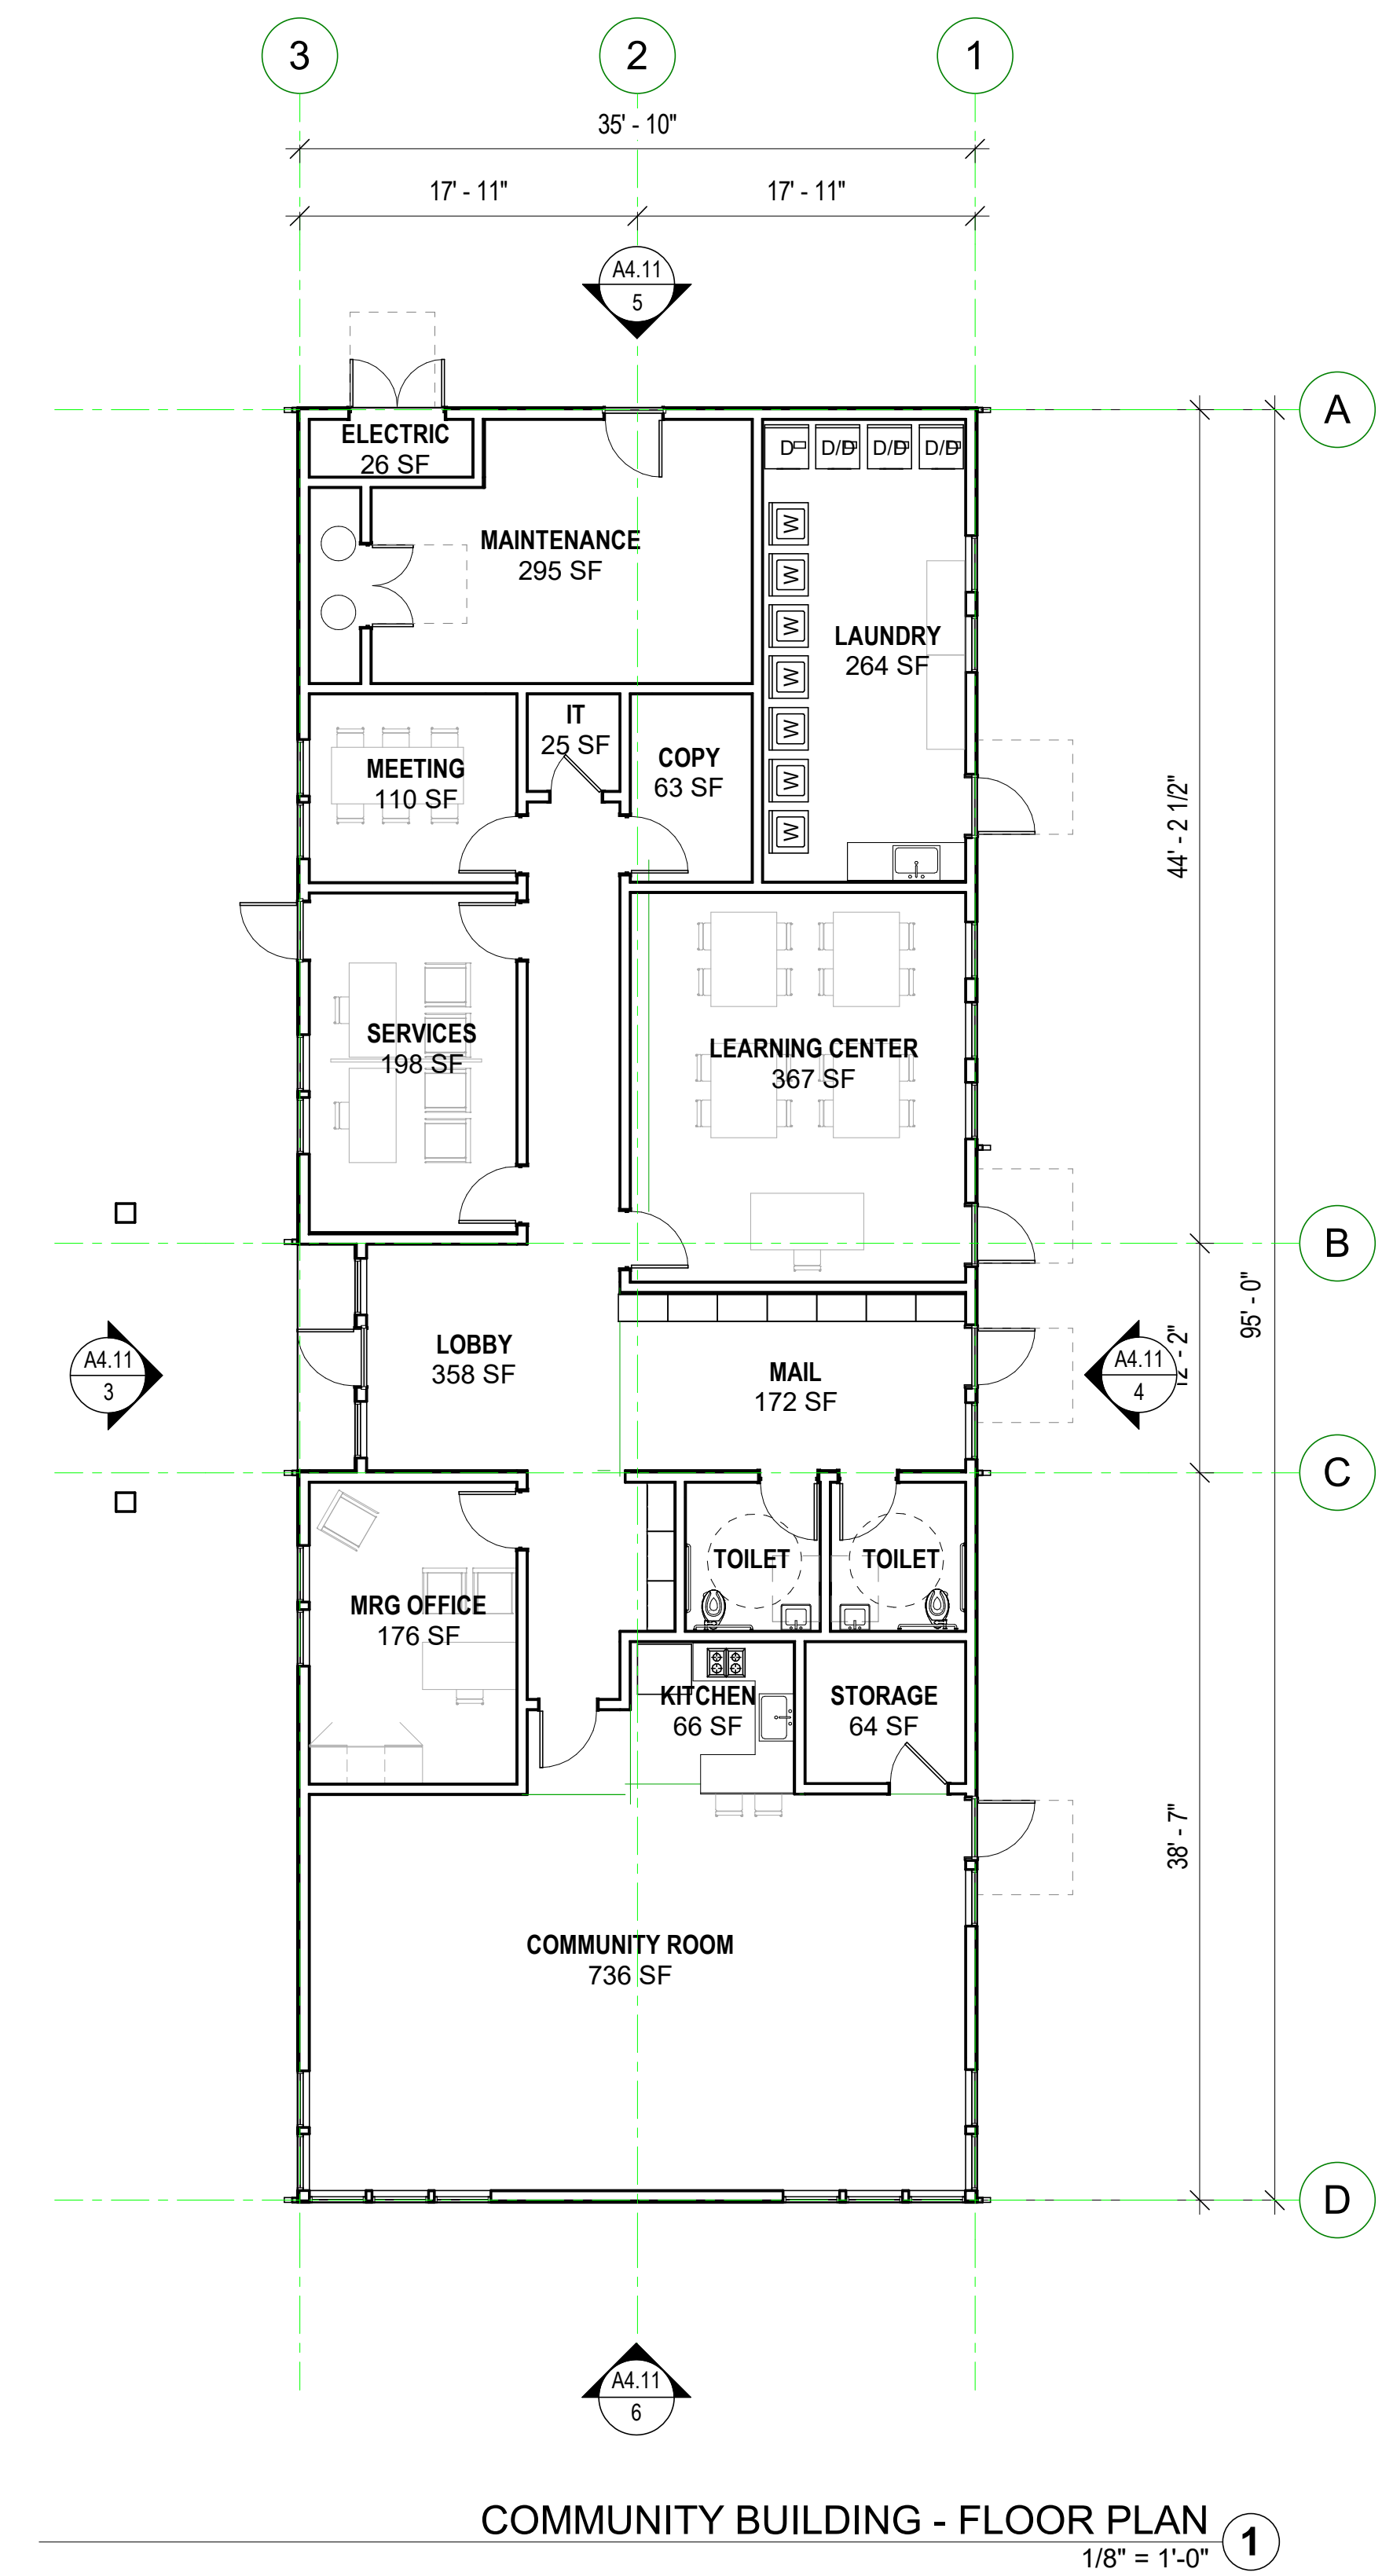 3
2
1
35' - 10"
17' - 11"
17' - 11"
A4.11
5
A
ELECTRIC
26 SF
D
D/D
D/D
D/D
MAINTENANCE
295 SF
W
W
W
W
W
W
W
LAUNDRY
264 SF
IT
25 SF
MEETING
110 SF
COPY
63 SF
44' - 2 1/2"
SERVICES
198 SF
LEARNING CENTER
367 SF
B
95' - 0"
LOBBY
358 SF
MAIL
172 SF
A4.11
3
A4.11
4
12' - 2"
C
TOILET
TOILET
MRG OFFICE
176 SF
KITCHEN
66 SF
STORAGE
64 SF
38' - 7"
COMMUNITY ROOM
736 SF
D
A4.11
6
COMMUNITY BUILDING - FLOOR PLAN
1
1/8" = 1'-0"